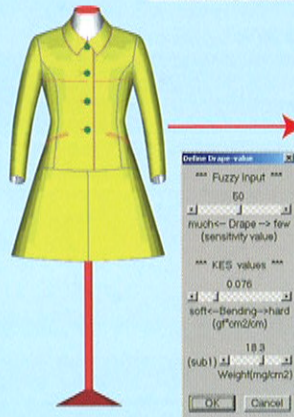 Define Drape-value
*** Fuzzy Input ***
50
much<-- Drape -->few
(sensitivity value)
*** KES values ***
0.076
soft<--Bending-->hard
(gf*cm2/cm)
18.3
(sub1)
Weight(mg/cm2)
OK Cancel